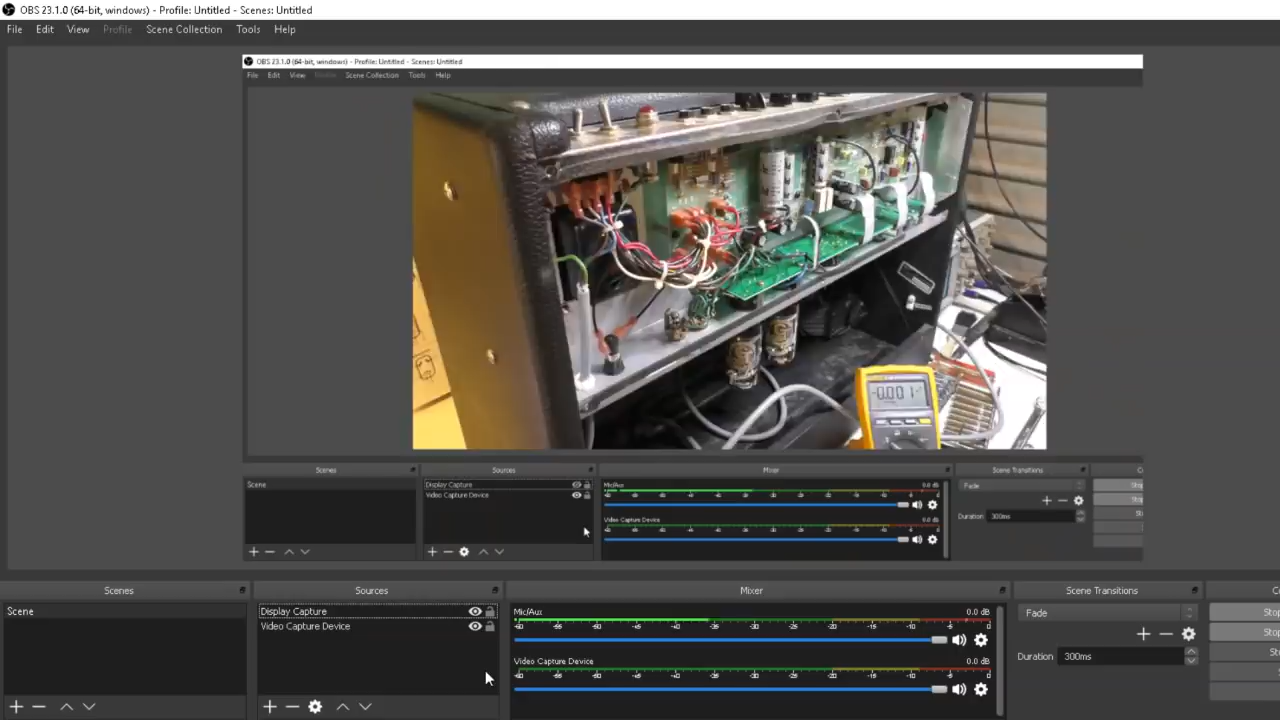 OBS 23.1.0 (64-bit, windows) - Profile: Untitled - Scenes: Untitled
File Edit View Profile Scene Collection Tools Help
OBS 23.1.0 (64-bit, windows) - Profile: Untitled - Scenes: Untitled
File Edit View Profile Scene Collection Tools Help
-0.001
Scenes Sources Mixer Scene Transitions
Scene Display Capture Mic/Aux 0.0 dB Fade Stop
Video Capture Device Stop
Video Capture Device 0.0 dB Duration 300ms
Scenes Sources Mixer Scene Transitions
Scene Display Capture Mic/Aux 0.0 dB Fade Stop
Video Capture Device -60 -55 -50 -45 -40 -35 -30 -25 -20 -15 -10 -5 0 Stop
Duration 300ms
Video Capture Device 0.0 dB
-60 -55 -50 -45 -40 -35 -30 -25 -20 -15 -10 -5 0